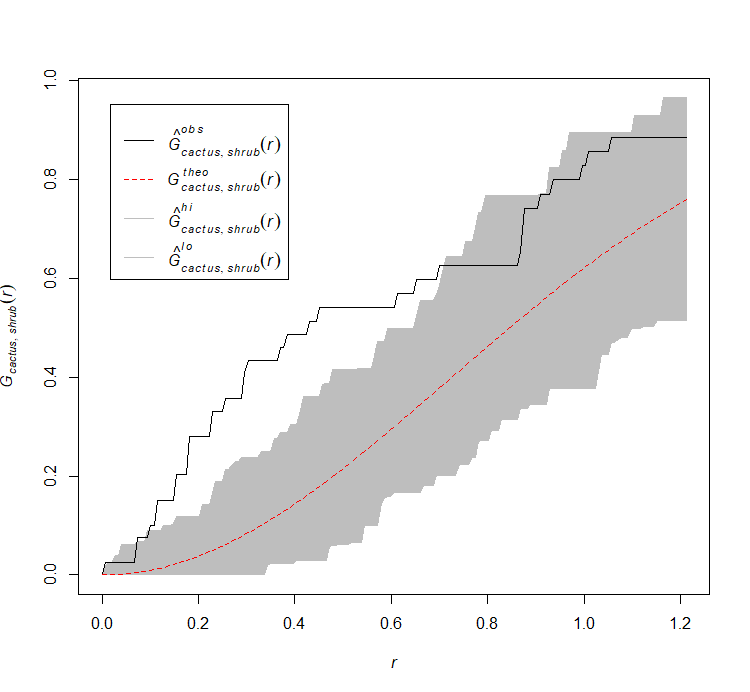 Ĝ^obs_cactus, shrub(r)
G^theo_cactus, shrub(r)
Ĝ^hi_cactus, shrub(r)
Ĝ^lo_cactus, shrub(r)
G_cactus, shrub(r)
1.0
0.8
0.6
0.4
0.2
0.0
0.0 0.2 0.4 0.6 0.8 1.0 1.2
r